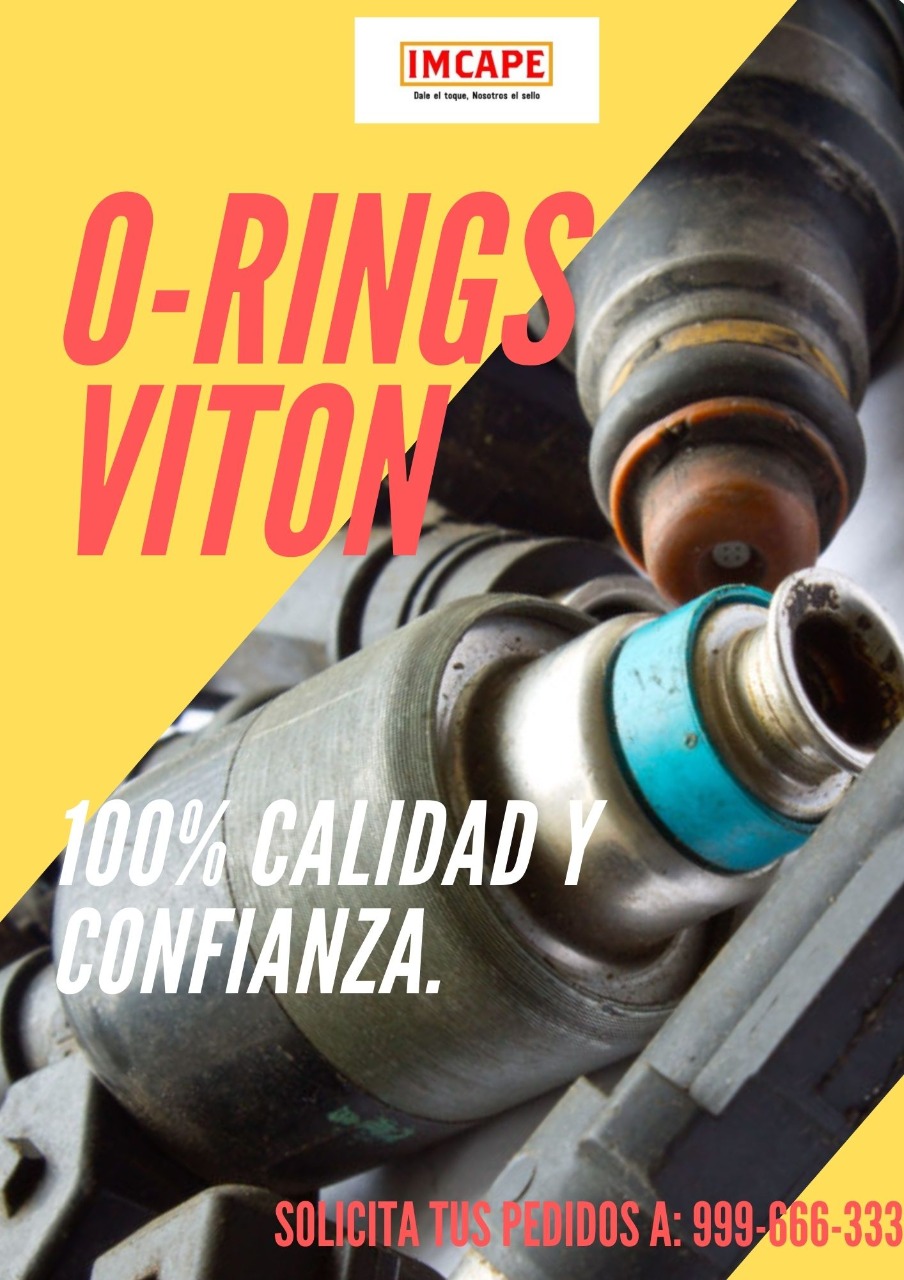 IMCAPE
Dale el toque, Nosotros el sello
O-RINGS
VITON
100% CALIDAD Y
CONFIANZA.
SOLICITA TUS PEDIDOS A: 999-666-333